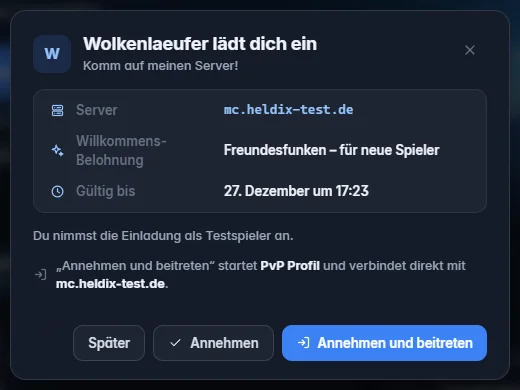 W
Wolkenlaeufer lädt dich ein
Komm auf meinen Server!
Server
mc.heldix-test.de
Willkommens-
Belohnung
Freundesfunken – für neue Spieler
Gültig bis
27. Dezember um 17:23
Du nimmst die Einladung als Testspieler an.
„Annehmen und beitreten“ startet PvP Profil und verbindet direkt mit
mc.heldix-test.de.
Später
Annehmen
Annehmen und beitreten